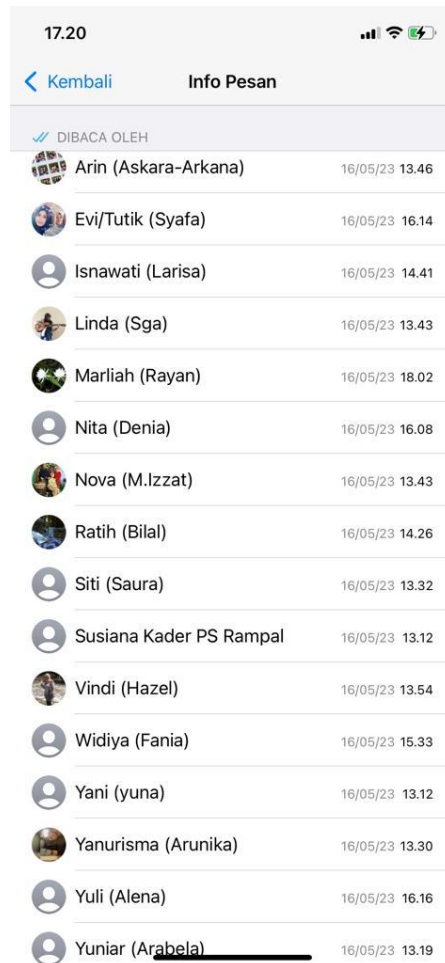 17.20
Kembali Info Pesan
DIBACA OLEH
Arin (Askara-Arkana) 16/05/23 13.46
Evi/Tutik (Syafa) 16/05/23 16.14
Isnawati (Larisa) 16/05/23 14.41
Linda (Sga) 16/05/23 13.43
Marliah (Rayan) 16/05/23 18.02
Nita (Denia) 16/05/23 16.08
Nova (M.Izzat) 16/05/23 13.43
Ratih (Bilal) 16/05/23 14.26
Siti (Saura) 16/05/23 13.32
Susiana Kader PS Rampal 16/05/23 13.12
Vindi (Hazel) 16/05/23 13.54
Widiya (Fania) 16/05/23 15.33
Yani (yuna) 16/05/23 13.12
Yanurisma (Arunika) 16/05/23 13.30
Yuli (Alena) 16/05/23 16.16
Yuniar (Arabela) 16/05/23 13.19